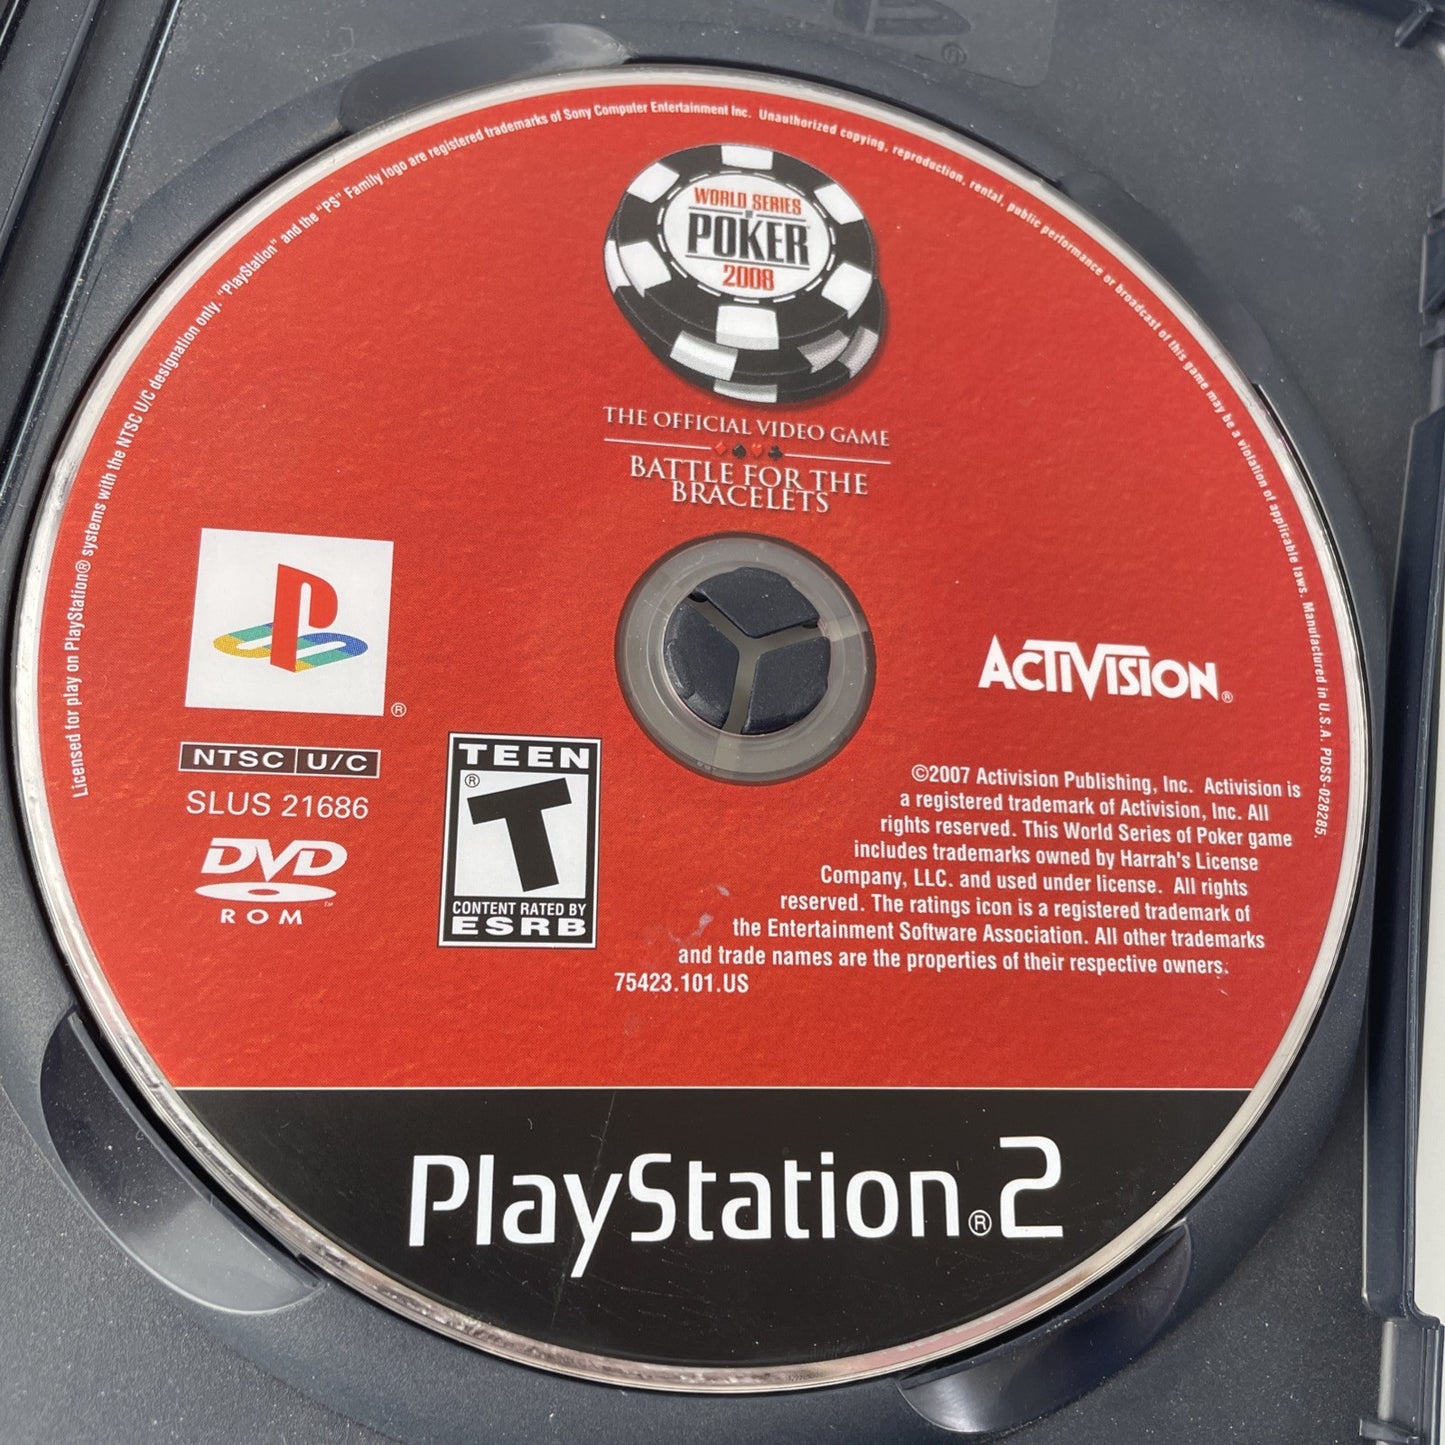 Licensed for play on PlayStation® systems with the NTSC U/C designation only. "PlayStation" and the "PS" Family logo are registered trademarks of Sony Computer Entertainment Inc. Unauthorized copying, reproduction, rental, public performance or broadcast of this game may be a violation of applicable laws. Manufactured in U.S.A. PDSS-028285.
WORLD SERIES
OF
POKER
2008
THE OFFICIAL VIDEO GAME
BATTLE FOR THE
BRACELETS
®
NTSC U/C
SLUS 21686
DVD
ROM
TEEN
T
®
CONTENT RATED BY
ESRB
ACTIVISION®
©2007 Activision Publishing, Inc. Activision is
a registered trademark of Activision, Inc. All
rights reserved. This World Series of Poker game
includes trademarks owned by Harrah's License
Company, LLC. and used under license. All rights
reserved. The ratings icon is a registered trademark of
the Entertainment Software Association. All other trademarks
and trade names are the properties of their respective owners.
75423.101.US
PlayStation®2